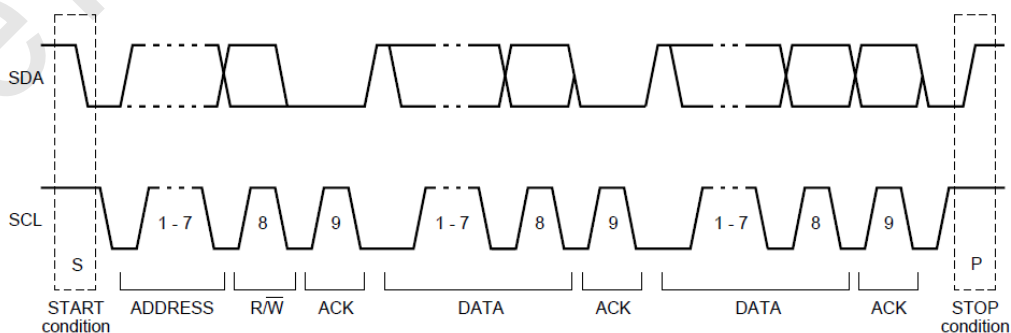 SDA
SCL
1 - 7
8
9
1 - 7
8
9
1 - 7
8
9
S
P
START
condition
ADDRESS
R/W̅
ACK
DATA
ACK
DATA
ACK
STOP
condition